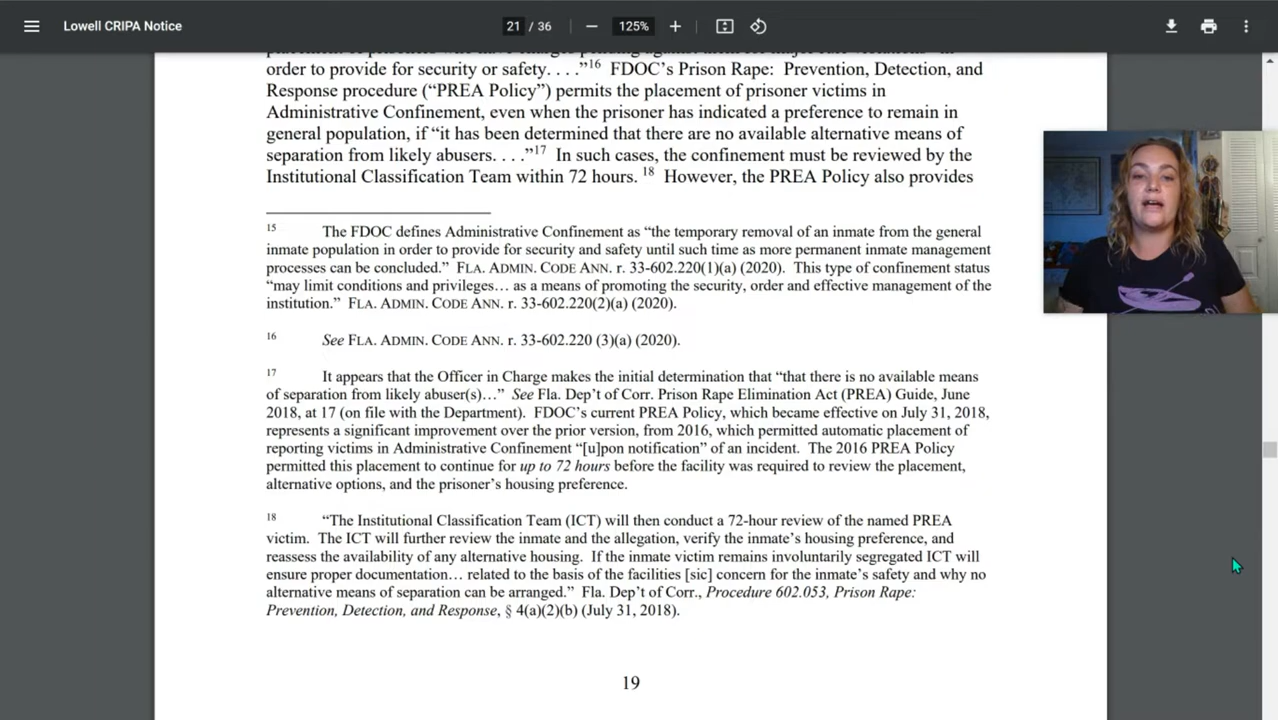 Lowell CRIPA Notice
21 / 36
125%
order to provide for security or safety. . . .”16 FDOC’s Prison Rape: Prevention, Detection, and
Response procedure (“PREA Policy”) permits the placement of prisoner victims in
Administrative Confinement, even when the prisoner has indicated a preference to remain in
general population, if “it has been determined that there are no available alternative means of
separation from likely abusers. . . .”17 In such cases, the confinement must be reviewed by the
Institutional Classification Team within 72 hours. 18 However, the PREA Policy also provides
15 The FDOC defines Administrative Confinement as “the temporary removal of an inmate from the general
inmate population in order to provide for security and safety until such time as more permanent inmate management
processes can be concluded.” FLA. ADMIN. CODE ANN. r. 33-602.220(1)(a) (2020). This type of confinement status
“may limit conditions and privileges… as a means of promoting the security, order and effective management of the
institution.” FLA. ADMIN. CODE ANN. r. 33-602.220(2)(a) (2020).
16 See FLA. ADMIN. CODE ANN. r. 33-602.220 (3)(a) (2020).
17 It appears that the Officer in Charge makes the initial determination that “that there is no available means
of separation from likely abuser(s)…” See Fla. Dep’t of Corr. Prison Rape Elimination Act (PREA) Guide, June
2018, at 17 (on file with the Department). FDOC’s current PREA Policy, which became effective on July 31, 2018,
represents a significant improvement over the prior version, from 2016, which permitted automatic placement of
reporting victims in Administrative Confinement “[u]pon notification” of an incident. The 2016 PREA Policy
permitted this placement to continue for up to 72 hours before the facility was required to review the placement,
alternative options, and the prisoner’s housing preference.
18 “The Institutional Classification Team (ICT) will then conduct a 72-hour review of the named PREA
victim. The ICT will further review the inmate and the allegation, verify the inmate’s housing preference, and
reassess the availability of any alternative housing. If the inmate victim remains involuntarily segregated ICT will
ensure proper documentation… related to the basis of the facilities [sic] concern for the inmate’s safety and why no
alternative means of separation can be arranged.” Fla. Dep’t of Corr., Procedure 602.053, Prison Rape:
Prevention, Detection, and Response, § 4(a)(2)(b) (July 31, 2018).
19